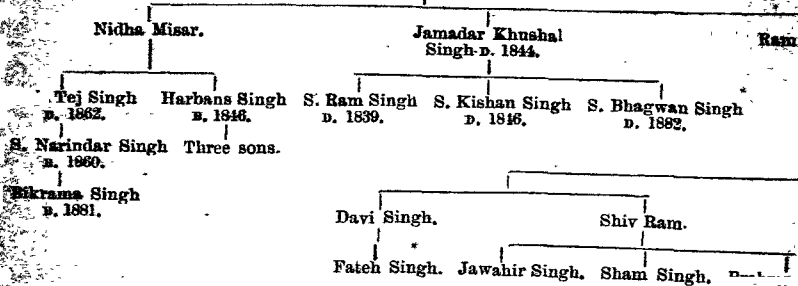 Nidha Misar.
Jamadar Khushal
Singh D. 1844.
Ram
Tej Singh
D. 1862.
Harbans Singh
B. 1846.
S. Ram Singh
D. 1839.
S. Kishan Singh
D. 1846.
S. Bhagwan Singh
D. 1882.
S. Narindar Singh
B. 1860.
Three sons.
Bikrama Singh
B. 1881.
Davi Singh.
Shiv Ram.
Fateh Singh.
Jawahir Singh.
Sham Singh.